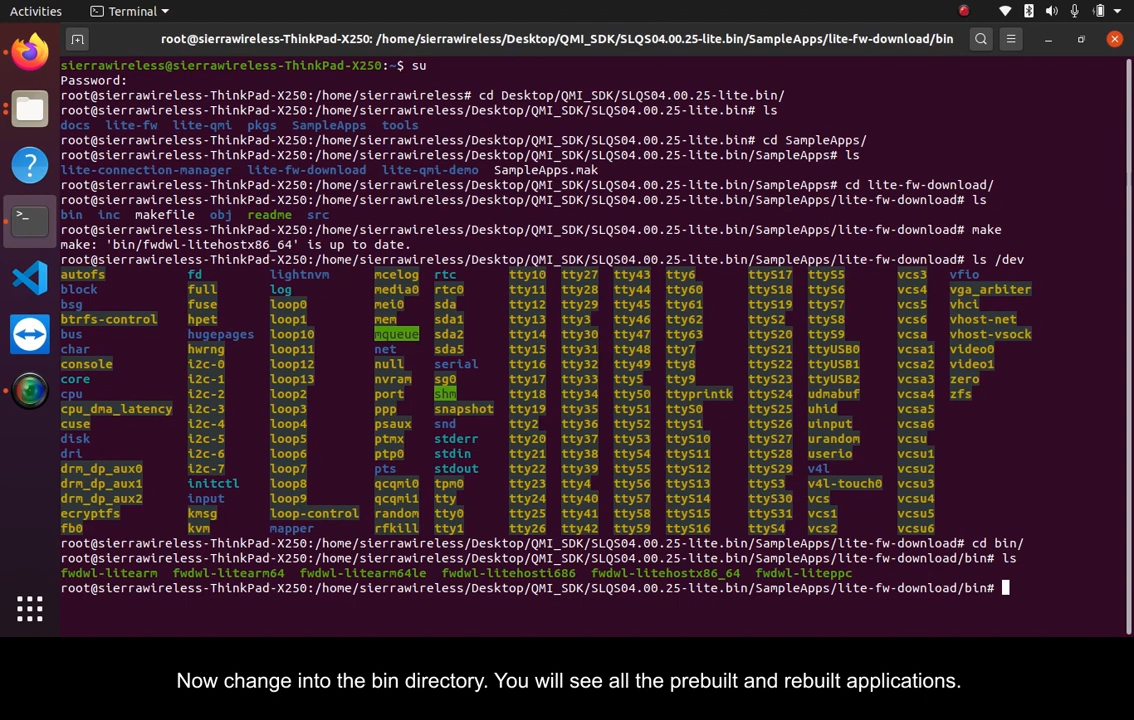 Activities Terminal
root@sierrawireless-ThinkPad-X250: /home/sierrawireless/Desktop/QMI_SDK/SLQS04.00.25-lite.bin/SampleApps/lite-fw-download/bin
sierrawireless@sierrawireless-ThinkPad-X250:~$ su
Password:
root@sierrawireless-ThinkPad-X250:/home/sierrawireless# cd Desktop/QMI_SDK/SLQS04.00.25-lite.bin/
root@sierrawireless-ThinkPad-X250:/home/sierrawireless/Desktop/QMI_SDK/SLQS04.00.25-lite.bin# ls
docs lite-fw lite-qmi pkgs SampleApps tools
root@sierrawireless-ThinkPad-X250:/home/sierrawireless/Desktop/QMI_SDK/SLQS04.00.25-lite.bin# cd SampleApps/
root@sierrawireless-ThinkPad-X250:/home/sierrawireless/Desktop/QMI_SDK/SLQS04.00.25-lite.bin/SampleApps# ls
lite-connection-manager lite-fw-download lite-qmi-demo SampleApps.mak
root@sierrawireless-ThinkPad-X250:/home/sierrawireless/Desktop/QMI_SDK/SLQS04.00.25-lite.bin/SampleApps# cd lite-fw-download/
root@sierrawireless-ThinkPad-X250:/home/sierrawireless/Desktop/QMI_SDK/SLQS04.00.25-lite.bin/SampleApps/lite-fw-download# ls
bin inc makefile obj readme src
root@sierrawireless-ThinkPad-X250:/home/sierrawireless/Desktop/QMI_SDK/SLQS04.00.25-lite.bin/SampleApps/lite-fw-download# make
make: 'bin/fwdwl-litehostx86_64' is up to date.
root@sierrawireless-ThinkPad-X250:/home/sierrawireless/Desktop/QMI_SDK/SLQS04.00.25-lite.bin/SampleApps/lite-fw-download# ls /dev
autofs fd lightnvm mcelog rtc tty10 tty27 tty43 tty6 ttyS17 ttyS5 vcs3 vfio
block full log media0 rtc0 tty11 tty28 tty44 tty60 ttyS18 ttyS6 vcs4 vga_arbiter
bsg fuse loop0 mei0 sda tty12 tty29 tty45 tty61 ttyS19 ttyS7 vcs5 vhci
btrfs-control hpet loop1 mem sda1 tty13 tty3 tty46 tty62 ttyS2 ttyS8 vcs6 vhost-net
bus hugepages loop10 mqueue sda2 tty14 tty30 tty47 tty63 ttyS20 ttyS9 vcsa vhost-vsock
char hwrng loop11 net sda5 tty15 tty31 tty48 tty7 ttyS21 ttyUSB0 vcsa1 video0
console i2c-0 loop12 null serial tty16 tty32 tty49 tty8 ttyS22 ttyUSB1 vcsa2 video1
core i2c-1 loop13 nvram sg0 tty17 tty33 tty5 tty9 ttyS23 ttyUSB2 vcsa3 zero
cpu i2c-2 loop2 port shm tty18 tty34 tty50 ttyprintk ttyS24 udmabuf vcsa4 zfs
cpu_dma_latency i2c-3 loop3 ppp snapshot tty19 tty35 tty51 ttyS0 ttyS25 uhid vcsa5
cuse i2c-4 loop4 psaux snd tty2 tty36 tty52 ttyS1 ttyS26 uinput vcsa6
disk i2c-5 loop5 ptmx stderr tty20 tty37 tty53 ttyS10 ttyS27 urandom vcsu
dri i2c-6 loop6 ptp0 stdin tty21 tty38 tty54 ttyS11 ttyS28 userio vcsu1
drm_dp_aux0 i2c-7 loop7 pts stdout tty22 tty39 tty55 ttyS12 ttyS29 v4l vcsu2
drm_dp_aux1 initctl loop8 qcqmi0 tpm0 tty23 tty4 tty56 ttyS13 ttyS3 v4l-touch0 vcsu3
drm_dp_aux2 input loop9 qcqmi1 tty tty24 tty40 tty57 ttyS14 ttyS30 vcs vcsu4
ecryptfs kmsg loop-control random tty0 tty25 tty41 tty58 ttyS15 ttyS31 vcs1 vcsu5
fb0 kvm mapper rfkill tty1 tty26 tty42 tty59 ttyS16 ttyS4 vcs2 vcsu6
root@sierrawireless-ThinkPad-X250:/home/sierrawireless/Desktop/QMI_SDK/SLQS04.00.25-lite.bin/SampleApps/lite-fw-download# cd bin/
root@sierrawireless-ThinkPad-X250:/home/sierrawireless/Desktop/QMI_SDK/SLQS04.00.25-lite.bin/SampleApps/lite-fw-download/bin# ls
fwdwl-litearm fwdwl-litearm64 fwdwl-litearm64le fwdwl-litehosti686 fwdwl-litehostx86_64 fwdwl-liteppc
root@sierrawireless-ThinkPad-X250:/home/sierrawireless/Desktop/QMI_SDK/SLQS04.00.25-lite.bin/SampleApps/lite-fw-download/bin#
Now change into the bin directory. You will see all the prebuilt and rebuilt applications.